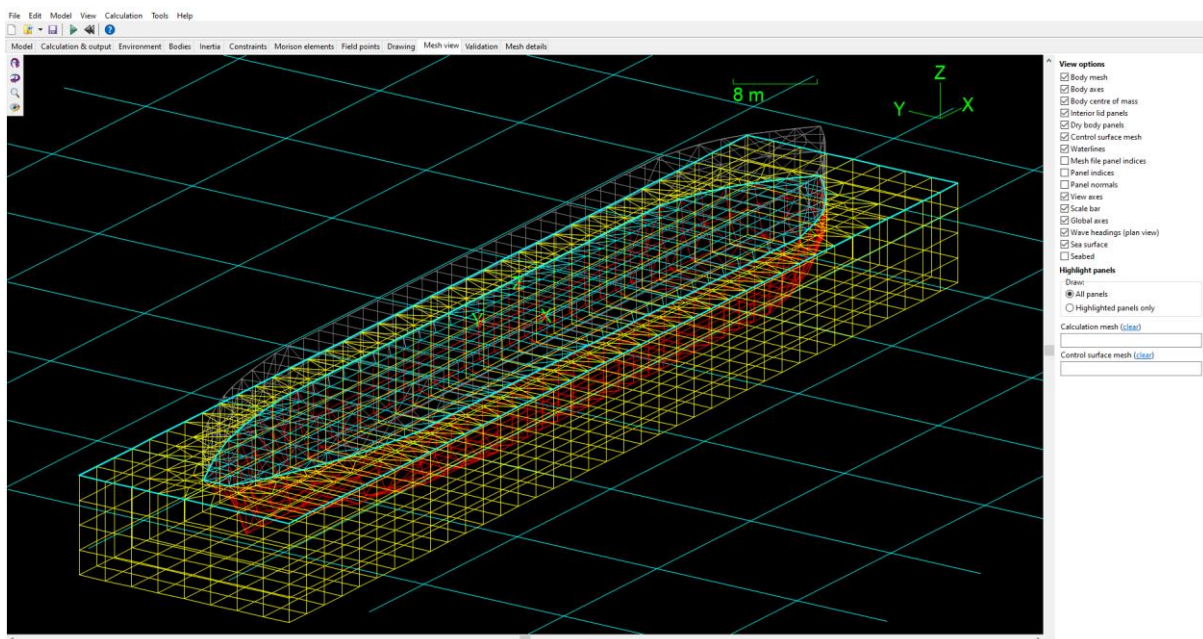 File Edit Model View Calculation Tools Help
Model Calculation & output Environment Bodies Inertia Constraints Morison elements Field points Drawing Mesh view Validation Mesh details
8 m
Z
Y
X
Y
X
View options
Body mesh
Body axes
Body centre of mass
Interior lid panels
Dry body panels
Control surface mesh
Waterlines
Mesh file panel indices
Panel indices
Panel normals
View axes
Scale bar
Global axes
Wave headings (plan view)
Sea surface
Seabed
Highlight panels
Draw:
All panels
Highlighted panels only
Calculation mesh (clear)
Control surface mesh (clear)